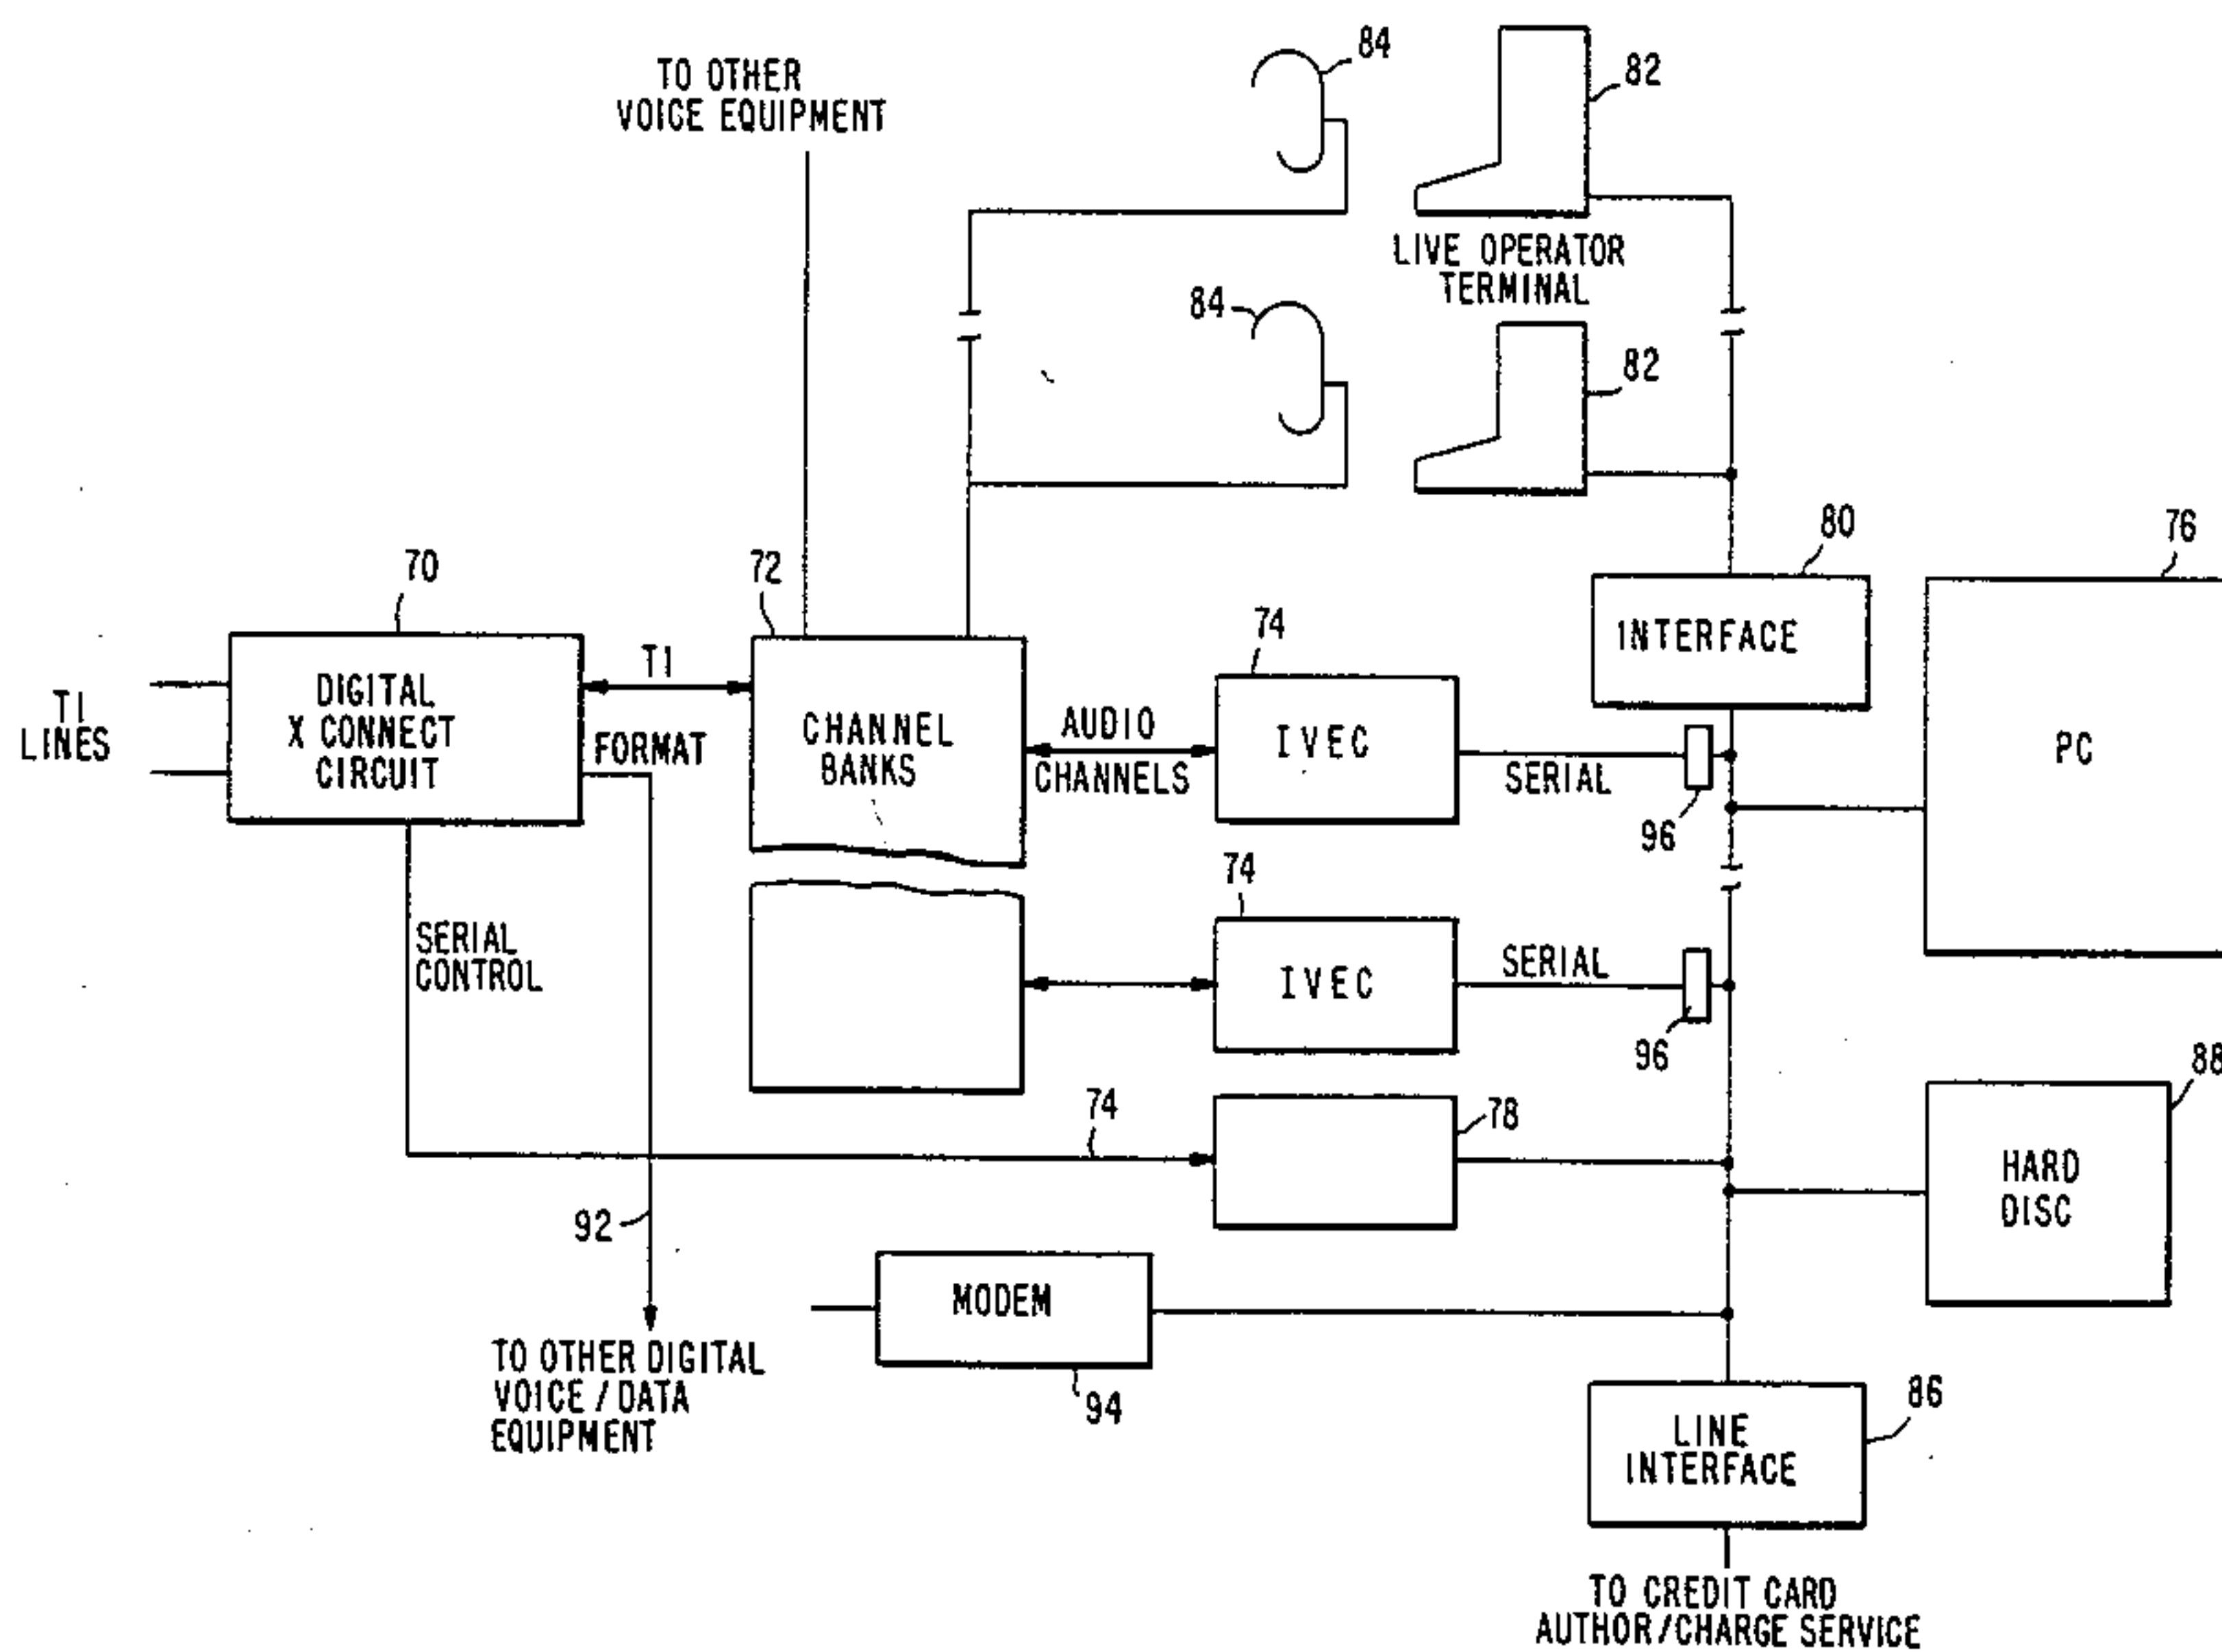 84
TO OTHER
VOICE EQUIPMENT
82
LIVE OPERATOR
TERMINAL
84
82
80
76
70
72
74
INTERFACE
T1
LINES
DIGITAL
X CONNECT
CIRCUIT
T1
FORMAT
CHANNEL
BANKS
AUDIO
CHANNELS
IVEC
SERIAL
96
PC
74
SERIAL
CONTROL
IVEC
SERIAL
96
88
74
78
HARD
DISC
92
MODEM
94
TO OTHER DIGITAL
VOICE / DATA
EQUIPMENT
86
LINE
INTERFACE
TO CREDIT CARD
AUTHOR/CHARGE SERVICE